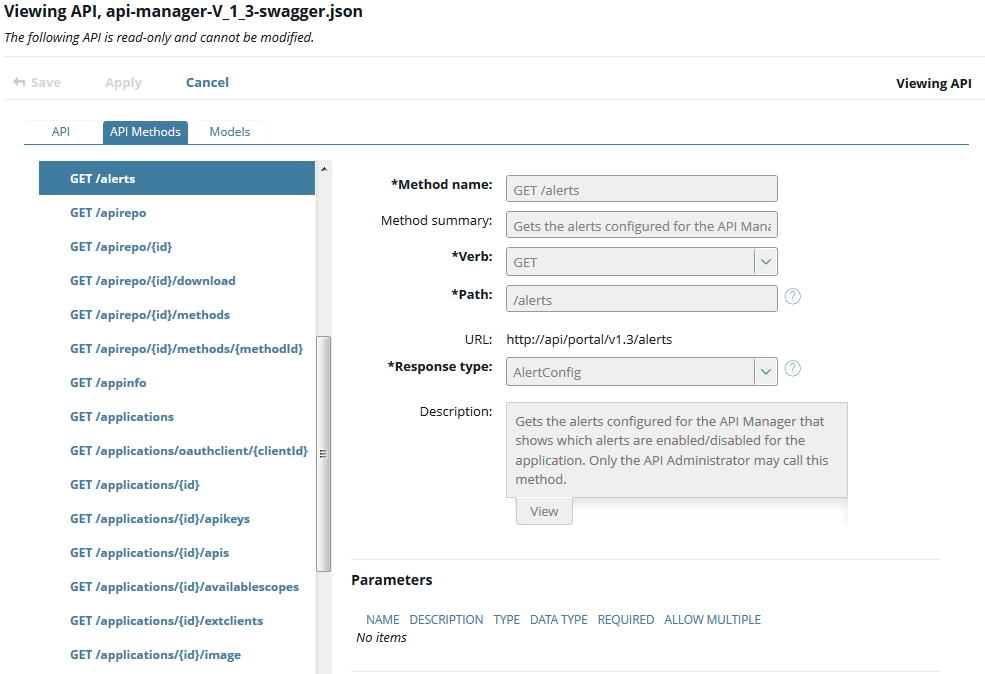 Viewing API, api-manager-V_1_3-swagger.json
The following API is read-only and cannot be modified.
Save Apply Cancel Viewing API
API API Methods Models
GET /alerts
GET /apirepo
GET /apirepo/{id}
GET /apirepo/{id}/download
GET /apirepo/{id}/methods
GET /apirepo/{id}/methods/{methodId}
GET /appinfo
GET /applications
GET /applications/oauthclient/{clientId}
GET /applications/{id}
GET /applications/{id}/apikeys
GET /applications/{id}/apis
GET /applications/{id}/availablescopes
GET /applications/{id}/extclients
GET /applications/{id}/image
*Method name: GET /alerts
Method summary: Gets the alerts configured for the API Mana
*Verb: GET
*Path: /alerts ?
URL: http://api/portal/v1.3/alerts
*Response type: AlertConfig ?
Description: Gets the alerts configured for the API Manager that
shows which alerts are enabled/disabled for the
application. Only the API Administrator may call this
method.
View
Parameters
NAME DESCRIPTION TYPE DATA TYPE REQUIRED ALLOW MULTIPLE
No items